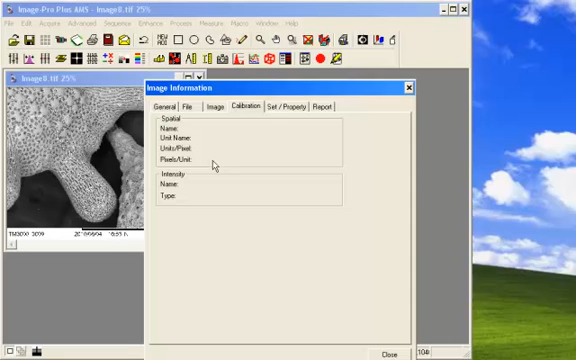 Image-Pro Plus AMS - Image8.tif 25%
File Edit Acquire Advanced Sequence Enhance Process Measure Macro Window Help
Image8.tif 25%
Image Information
General File Image Calibration Set / Property Report
Spatial
Name:
Unit Name:
Units/Pixel:
Pixels/Unit:
Intensity
Name:
Type:
Close